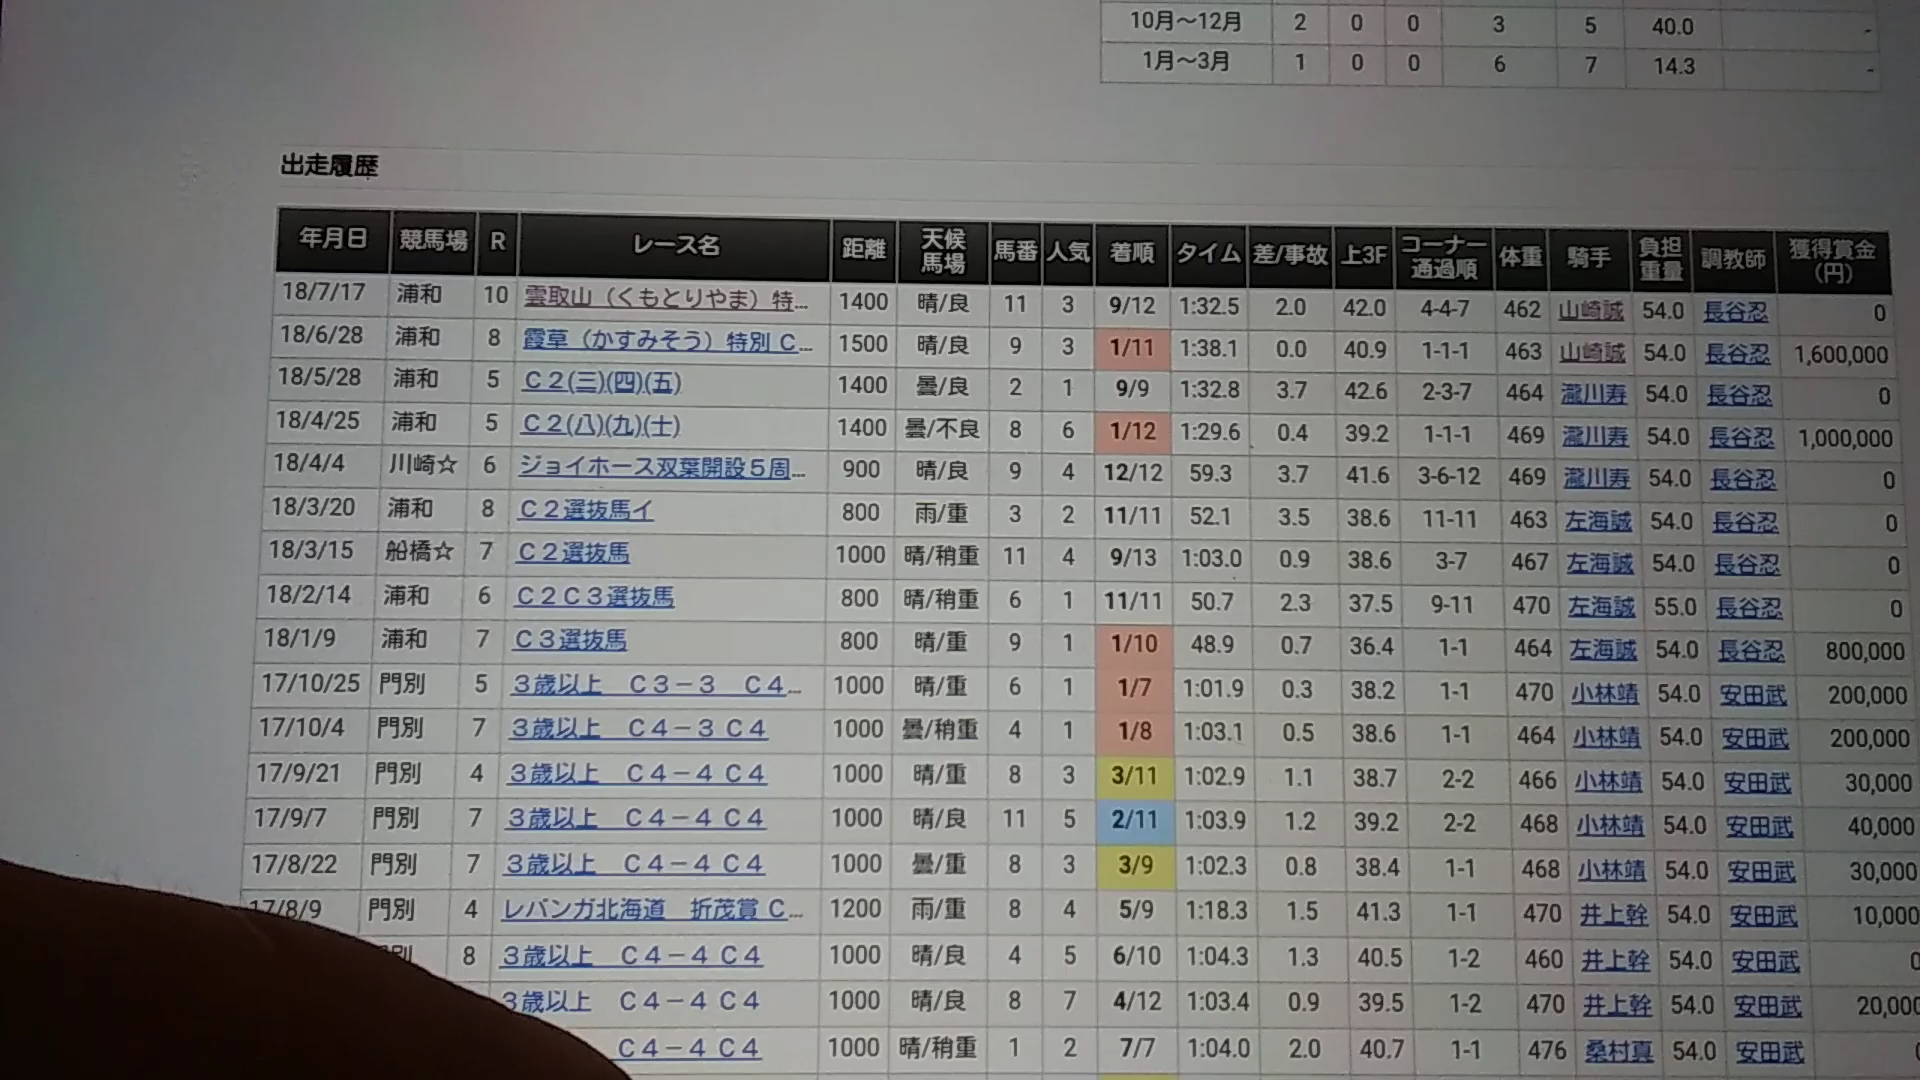 10月～12月 2 0 0 3 5 40.0 -
1月～3月 1 0 0 6 7 14.3 -
出走履歴
年月日 競馬場 R レース名 距離 天候馬場 馬番 人気 着順 タイム 差/事故 上3F コーナー通過順 体重 騎手 負担重量 調教師 獲得賞金(円)
18/7/17 浦和 10 雲取山（くもとりやま）特... 1400 晴/良 11 3 9/12 1:32.5 2.0 42.0 4-4-7 462 山崎誠 54.0 長谷忍 0
18/6/28 浦和 8 霞草（かすみそう）特別 C... 1500 晴/良 9 3 1/11 1:38.1 0.0 40.9 1-1-1 463 山崎誠 54.0 長谷忍 1,600,000
18/5/28 浦和 5 Ｃ２(三)(四)(五) 1400 曇/良 2 1 9/9 1:32.8 3.7 42.6 2-3-7 464 瀧川寿 54.0 長谷忍 0
18/4/25 浦和 5 Ｃ２(八)(九)(十) 1400 曇/不良 8 6 1/12 1:29.6 0.4 39.2 1-1-1 469 瀧川寿 54.0 長谷忍 1,000,000
18/4/4 川崎☆ 6 ジョイホース双葉開設５周... 900 晴/良 9 4 12/12 59.3 3.7 41.6 3-6-12 469 瀧川寿 54.0 長谷忍 0
18/3/20 浦和 8 Ｃ２選抜馬イ 800 雨/重 3 2 11/11 52.1 3.5 38.6 11-11 463 左海誠 54.0 長谷忍 0
18/3/15 船橋☆ 7 Ｃ２選抜馬 1000 晴/稍重 11 4 9/13 1:03.0 0.9 38.6 3-7 467 左海誠 54.0 長谷忍 0
18/2/14 浦和 6 Ｃ２Ｃ３選抜馬 800 晴/稍重 6 1 11/11 50.7 2.3 37.5 9-11 470 左海誠 55.0 長谷忍 0
18/1/9 浦和 7 Ｃ３選抜馬 800 晴/重 9 1 1/10 48.9 0.7 36.4 1-1 464 左海誠 54.0 長谷忍 800,000
17/10/25 門別 5 ３歳以上　Ｃ３－３　Ｃ４... 1000 晴/重 6 1 1/7 1:01.9 0.3 38.2 1-1 470 小林靖 54.0 安田武 200,000
17/10/4 門別 7 ３歳以上　Ｃ４－３ Ｃ４ 1000 曇/稍重 4 1 1/8 1:03.1 0.5 38.6 1-1 464 小林靖 54.0 安田武 200,000
17/9/21 門別 4 ３歳以上　Ｃ４－４ Ｃ４ 1000 晴/重 8 3 3/11 1:02.9 1.1 38.7 2-2 466 小林靖 54.0 安田武 30,000
17/9/7 門別 7 ３歳以上　Ｃ４－４ Ｃ４ 1000 晴/良 11 5 2/11 1:03.9 1.2 39.2 2-2 468 小林靖 54.0 安田武 40,000
17/8/22 門別 7 ３歳以上　Ｃ４－４ Ｃ４ 1000 曇/重 8 3 3/9 1:02.3 0.8 38.4 1-1 468 小林靖 54.0 安田武 30,000
17/8/9 門別 4 レバンガ北海道　折茂賞 Ｃ... 1200 雨/重 8 4 5/9 1:18.3 1.5 41.3 1-1 470 井上幹 54.0 安田武 10,000
8 ３歳以上　Ｃ４－４ Ｃ４ 1000 晴/良 4 5 6/10 1:04.3 1.3 40.5 1-2 460 井上幹 54.0 安田武 0
３歳以上　Ｃ４－４ Ｃ４ 1000 晴/良 8 7 4/12 1:03.4 0.9 39.5 1-2 470 井上幹 54.0 安田武 20,000
Ｃ４－４ Ｃ４ 1000 晴/稍重 1 2 7/7 1:04.0 2.0 40.7 1-1 476 桑村真 54.0 安田武